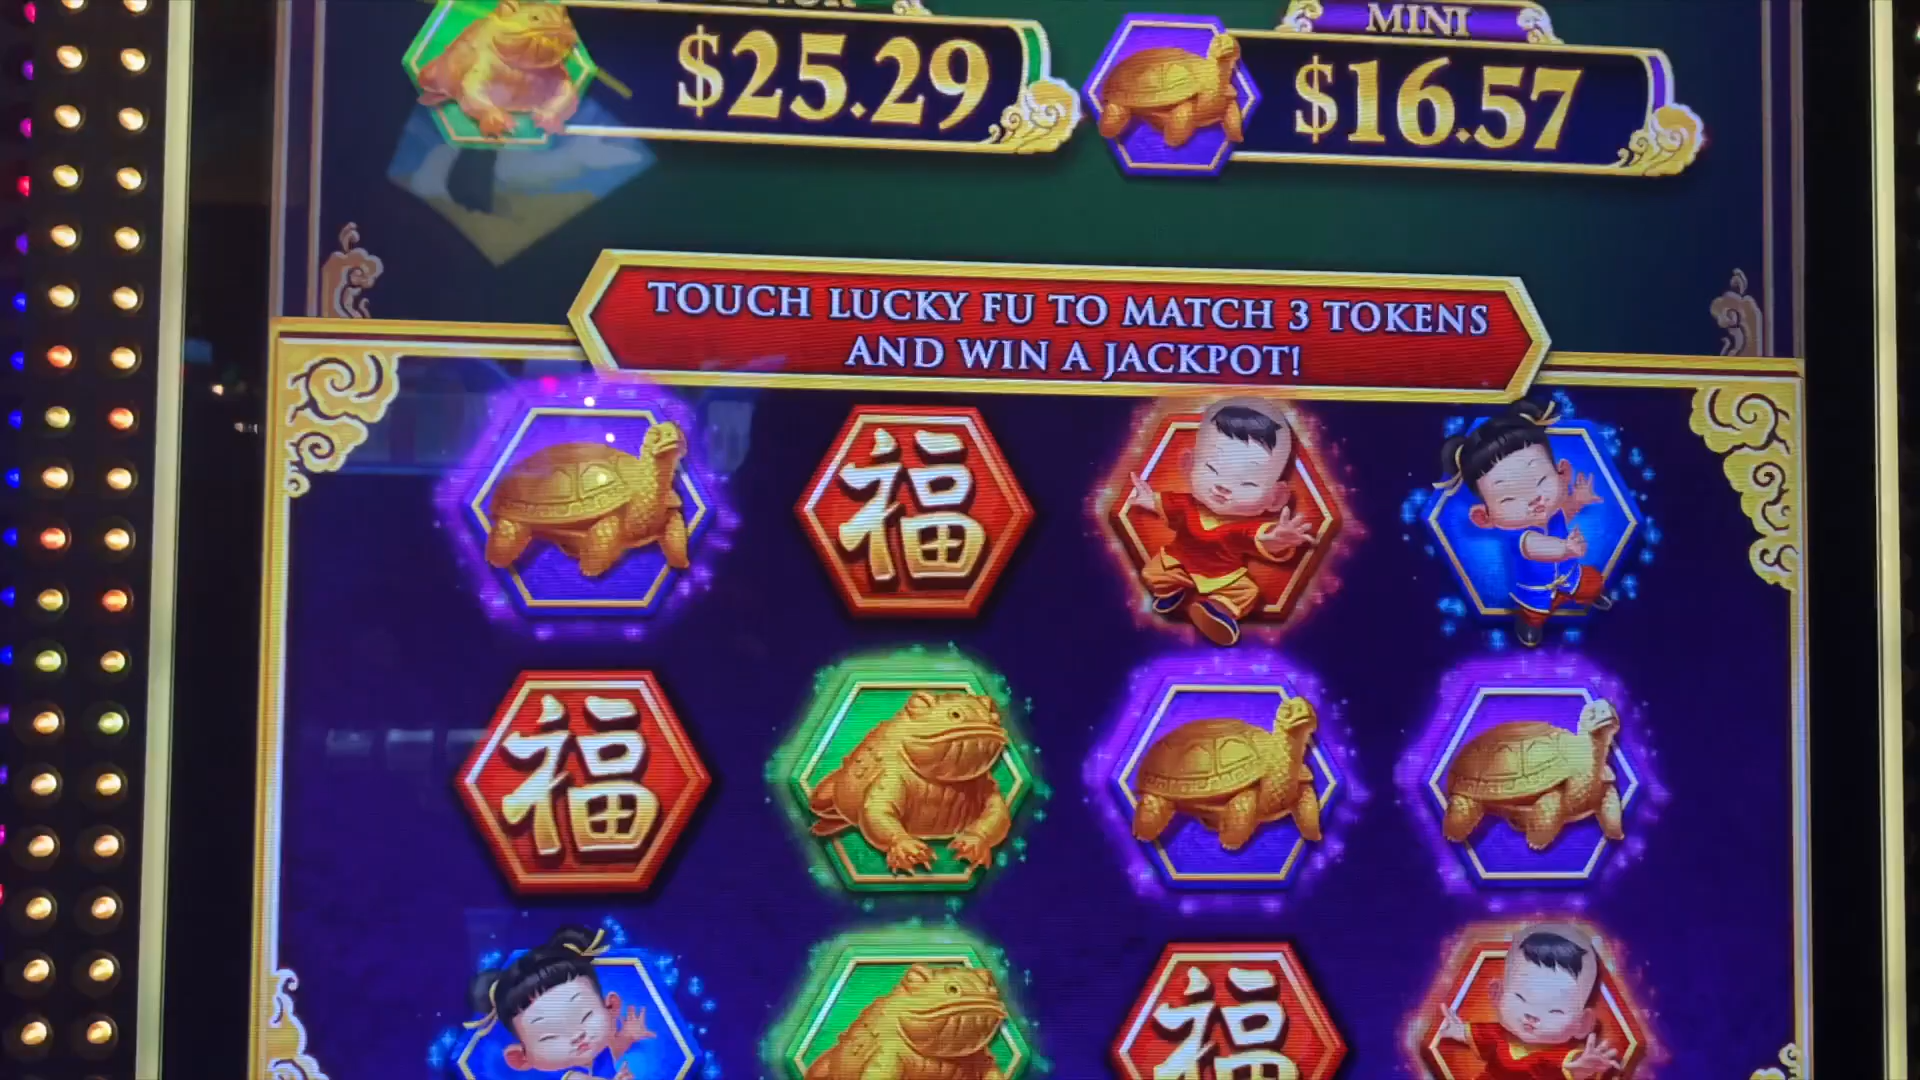 MINI
$25.29
$16.57
TOUCH LUCKY FU TO MATCH 3 TOKENS
AND WIN A JACKPOT!
福
福
福